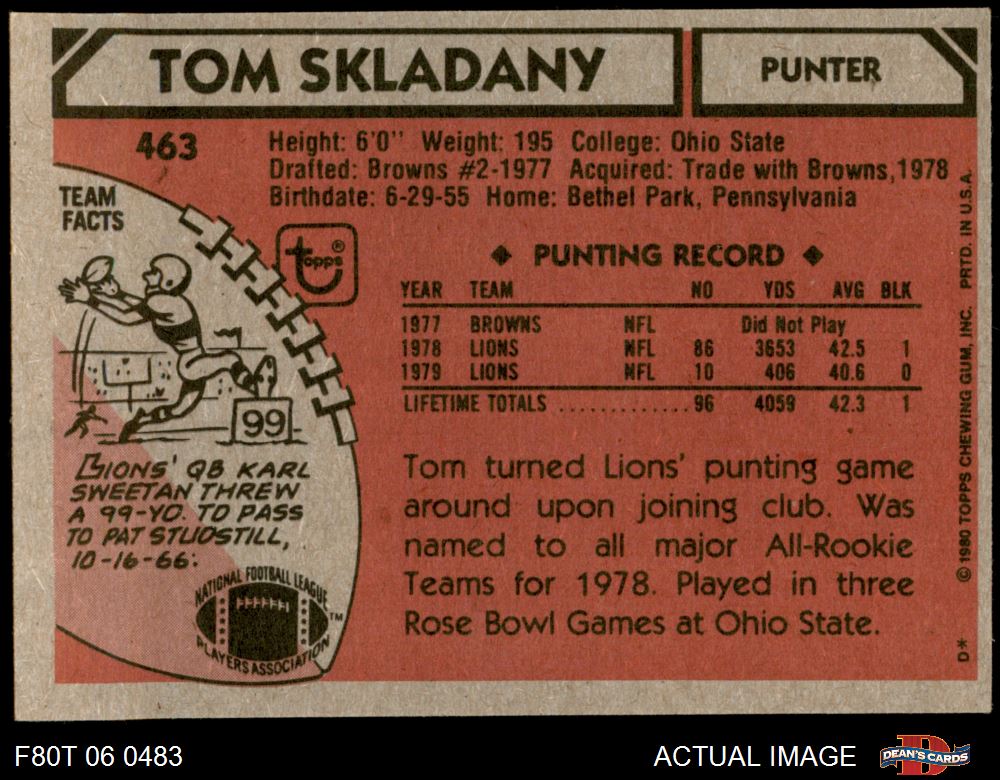 TOM SKLADANY
PUNTER
463
Height: 6'0" Weight: 195 College: Ohio State
Drafted: Browns #2-1977 Acquired: Trade with Browns, 1978
Birthdate: 6-29-55 Home: Bethel Park, Pennsylvania
TEAM
FACTS
topps®
99
LIONS' QB KARL
SWEETAN THREW
A 99-YD. TD PASS
TO PAT STUDSTILL,
10-16-66.
NATIONAL FOOTBALL LEAGUE
PLAYERS ASSOCIATION
TM
◆ PUNTING RECORD ◆
YEAR TEAM NO YDS AVG BLK
1977 BROWNS NFL Did Not Play
1978 LIONS NFL 86 3653 42.5 1
1979 LIONS NFL 10 406 40.6 0
LIFETIME TOTALS ............ 96 4059 42.3 1
Tom turned Lions' punting game
around upon joining club. Was
named to all major All-Rookie
Teams for 1978. Played in three
Rose Bowl Games at Ohio State.
D* © 1980 TOPPS CHEWING GUM, INC. PRTD. IN U.S.A.
F80T 06 0483
ACTUAL IMAGE
DEAN'S CARDS